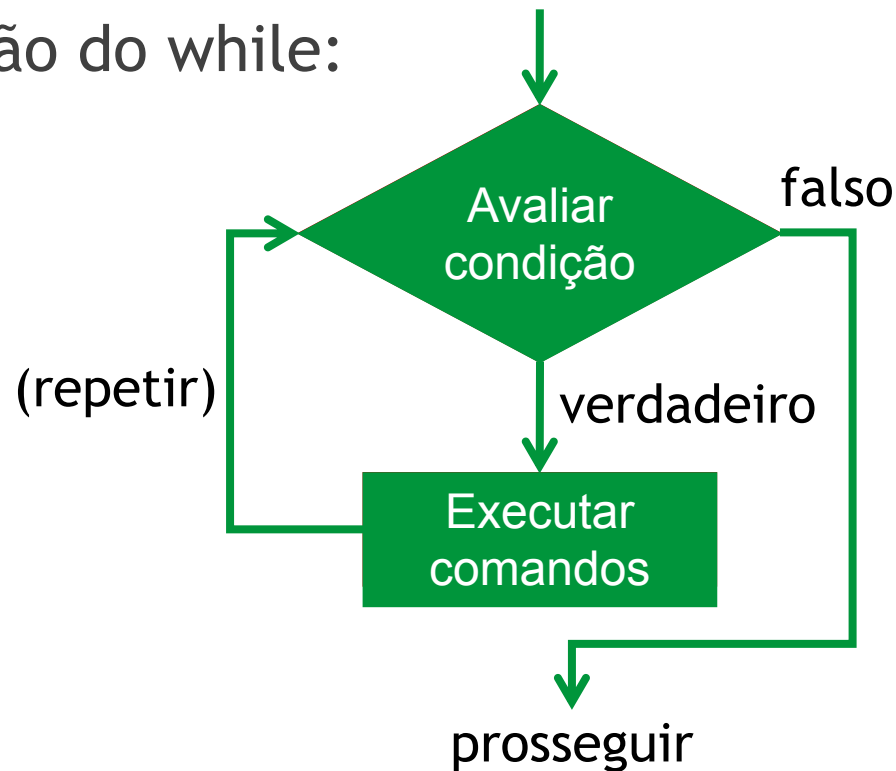 ão do while:
Avaliar
condição
falso
(repetir)
verdadeiro
Executar
comandos
prosseguir